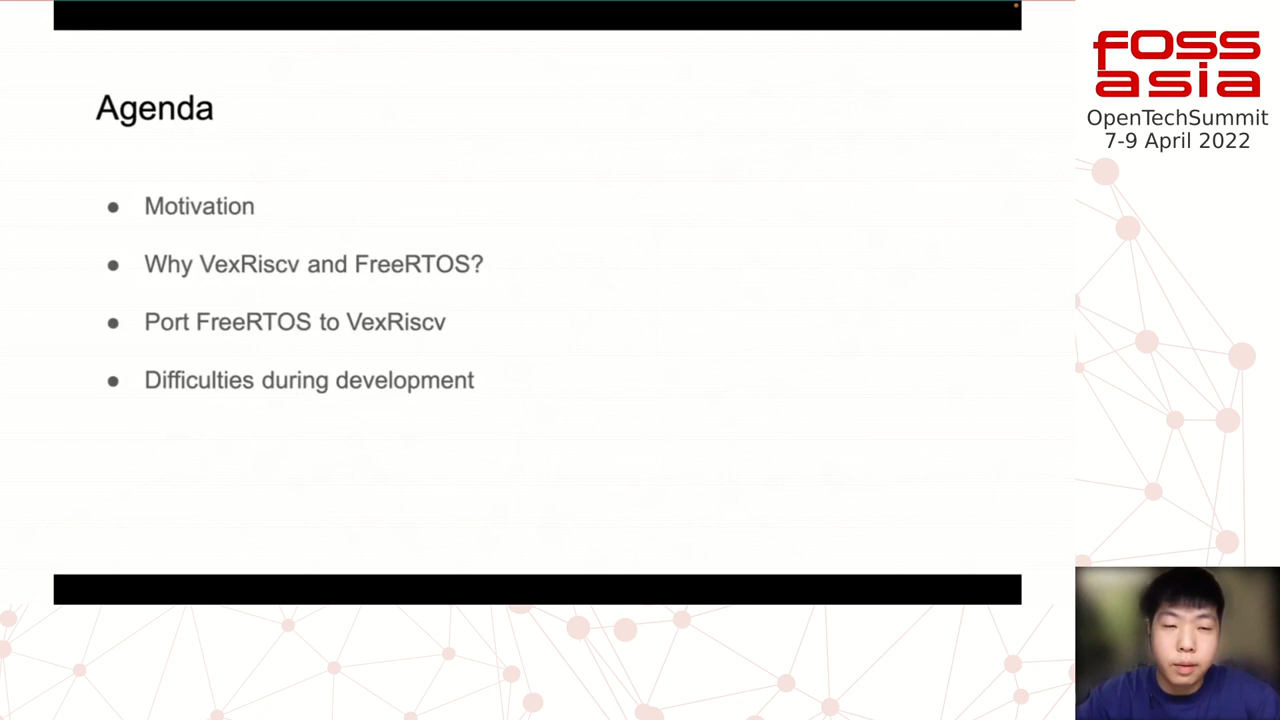 Agenda
● Motivation
● Why VexRiscv and FreeRTOS?
● Port FreeRTOS to VexRiscv
● Difficulties during development
FOSS
asia
OpenTechSummit
7-9 April 2022